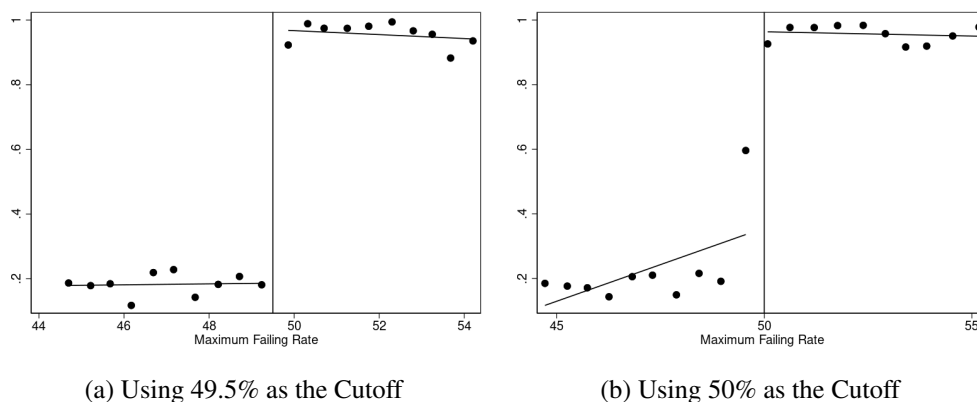 1
.8
.6
.4
.2
44 46 48 50 52 54
Maximum Failing Rate
(a) Using 49.5% as the Cutoff
1
.8
.6
.4
.2
45 50 55
Maximum Failing Rate
(b) Using 50% as the Cutoff